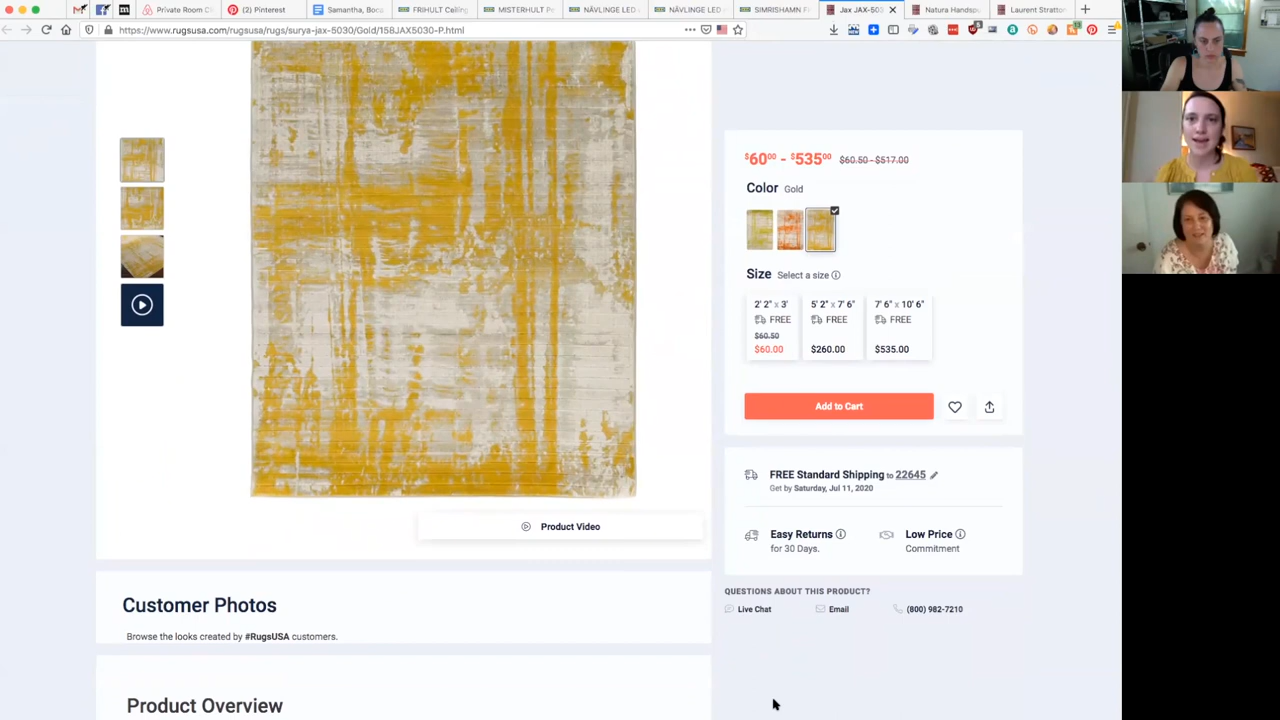 Private Room Cl
(2) Pinterest
Samantha, Boca
FRIHULT Ceiling
MISTERHULT Pe
NÄVLINGE LED
NÄVLINGE LED
SIMRISHAMN Fl
Jax JAX-503
Natura Handsp
Laurent Stratton
https://www.rugsusa.com/rugsusa/rugs/surya-jax-5030/Gold/158JAX5030-P.html
$60.00 - $535.00 $60.50 - $517.00
Color Gold
Size Select a size
2' 2" x 3' 5' 2" x 7' 6" 7' 6" x 10' 6"
FREE FREE FREE
$60.50
$60.00 $260.00 $535.00
Add to Cart
FREE Standard Shipping to 22645
Get by Saturday, Jul 11, 2020
Easy Returns Low Price
for 30 Days. Commitment
Product Video
QUESTIONS ABOUT THIS PRODUCT?
Live Chat Email (800) 982-7210
Customer Photos
Browse the looks created by #RugsUSA customers.
Product Overview